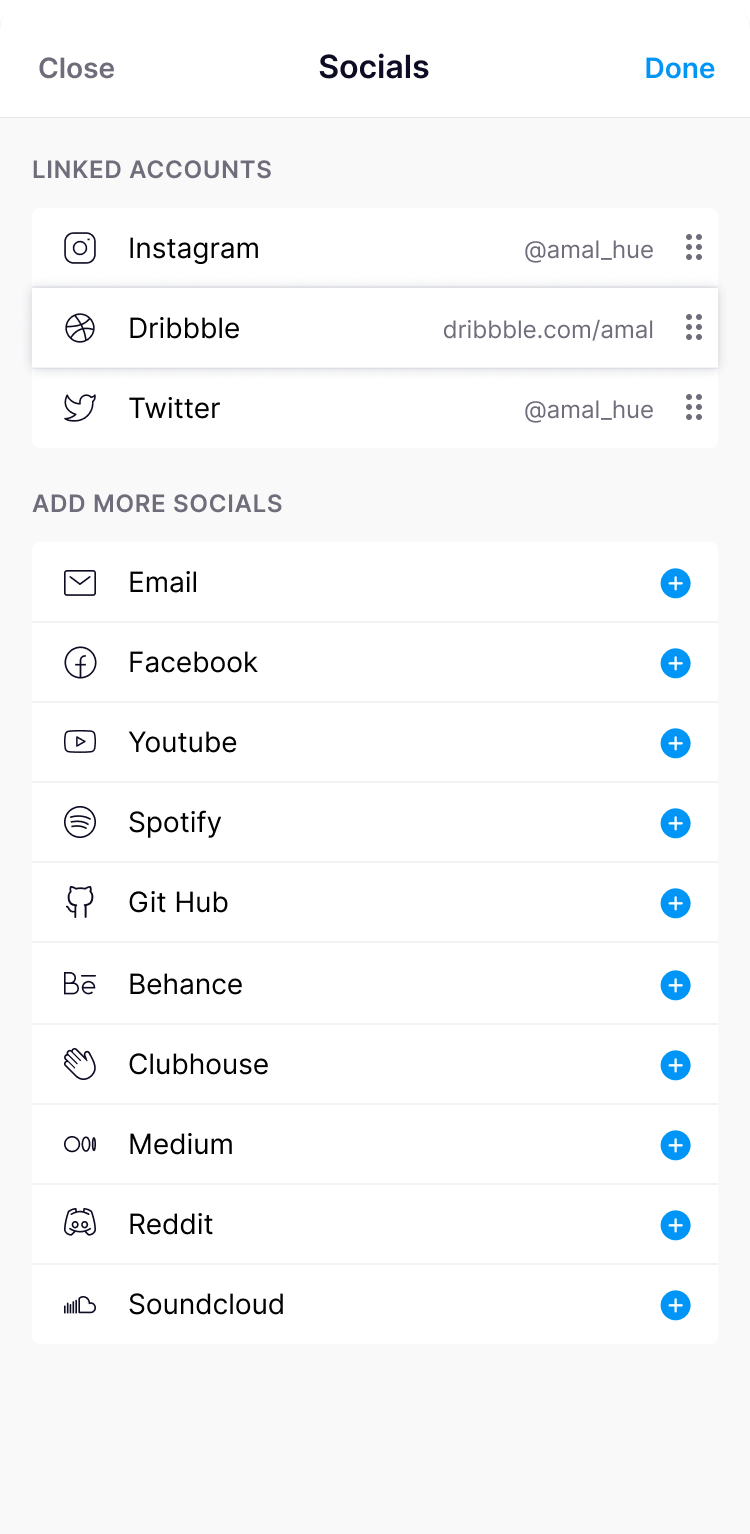 Close Socials Done
LINKED ACCOUNTS
Instagram @amal_hue
Dribbble dribbble.com/amal
Twitter @amal_hue
ADD MORE SOCIALS
Email
Facebook
Youtube
Spotify
Git Hub
Behance
Clubhouse
Medium
Reddit
Soundcloud